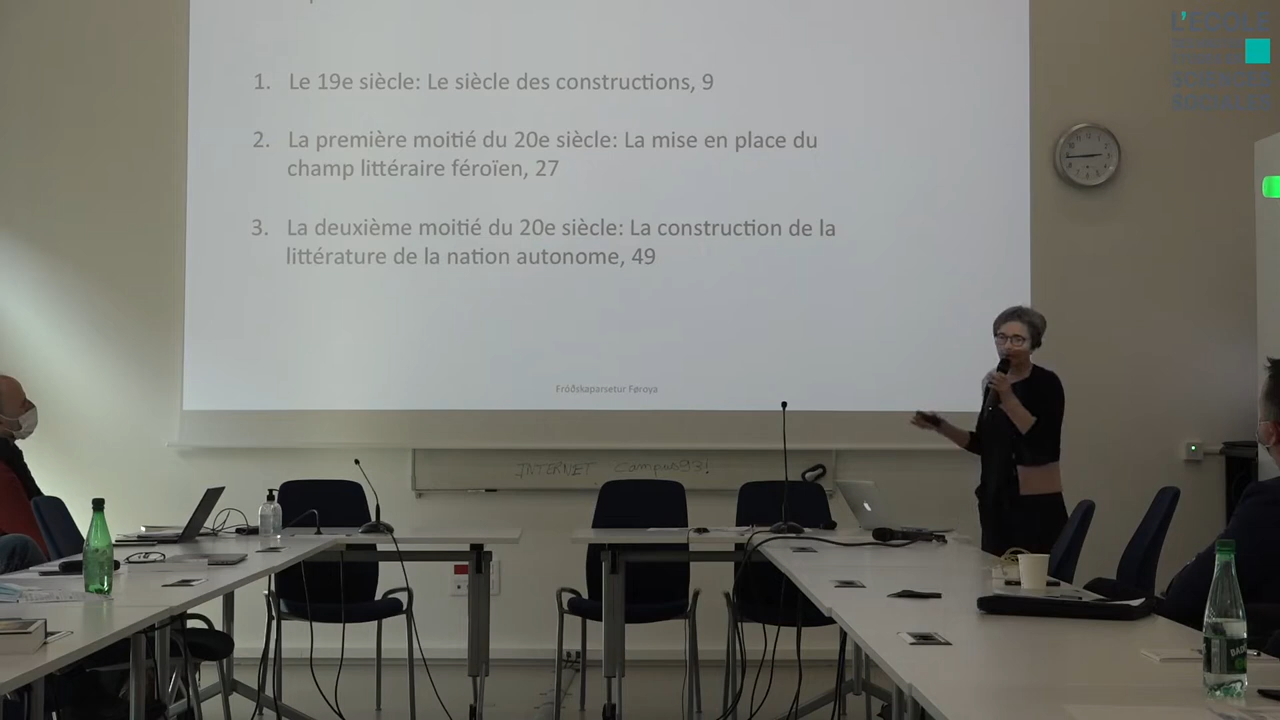 L'ÉCOLE
SCIENCES
SOCIALES
1. Le 19e siècle: Le siècle des constructions, 9
2. La première moitié du 20e siècle: La mise en place du
champ littéraire féroïen, 27
3. La deuxième moitié du 20e siècle: La construction de la
littérature de la nation autonome, 49
Fróðskaparsetur Føroya
INTERNET Campus93!
BADOIT